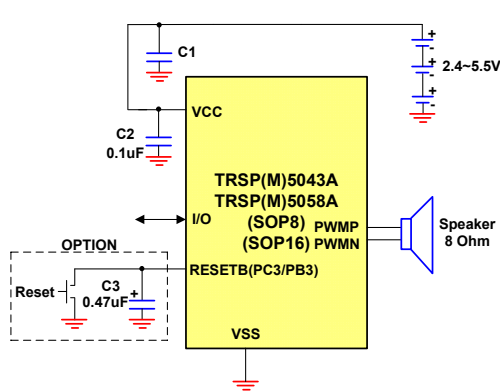 C1
+
-
+
-
+
-
2.4~5.5V
VCC
C2
0.1uF
TRSP(M)5043A
TRSP(M)5058A
(SOP8)
(SOP16)
I/O
PWMP
PWMN
Speaker
8 Ohm
OPTION
RESETB(PC3/PB3)
Reset
C3
0.47uF
+
VSS